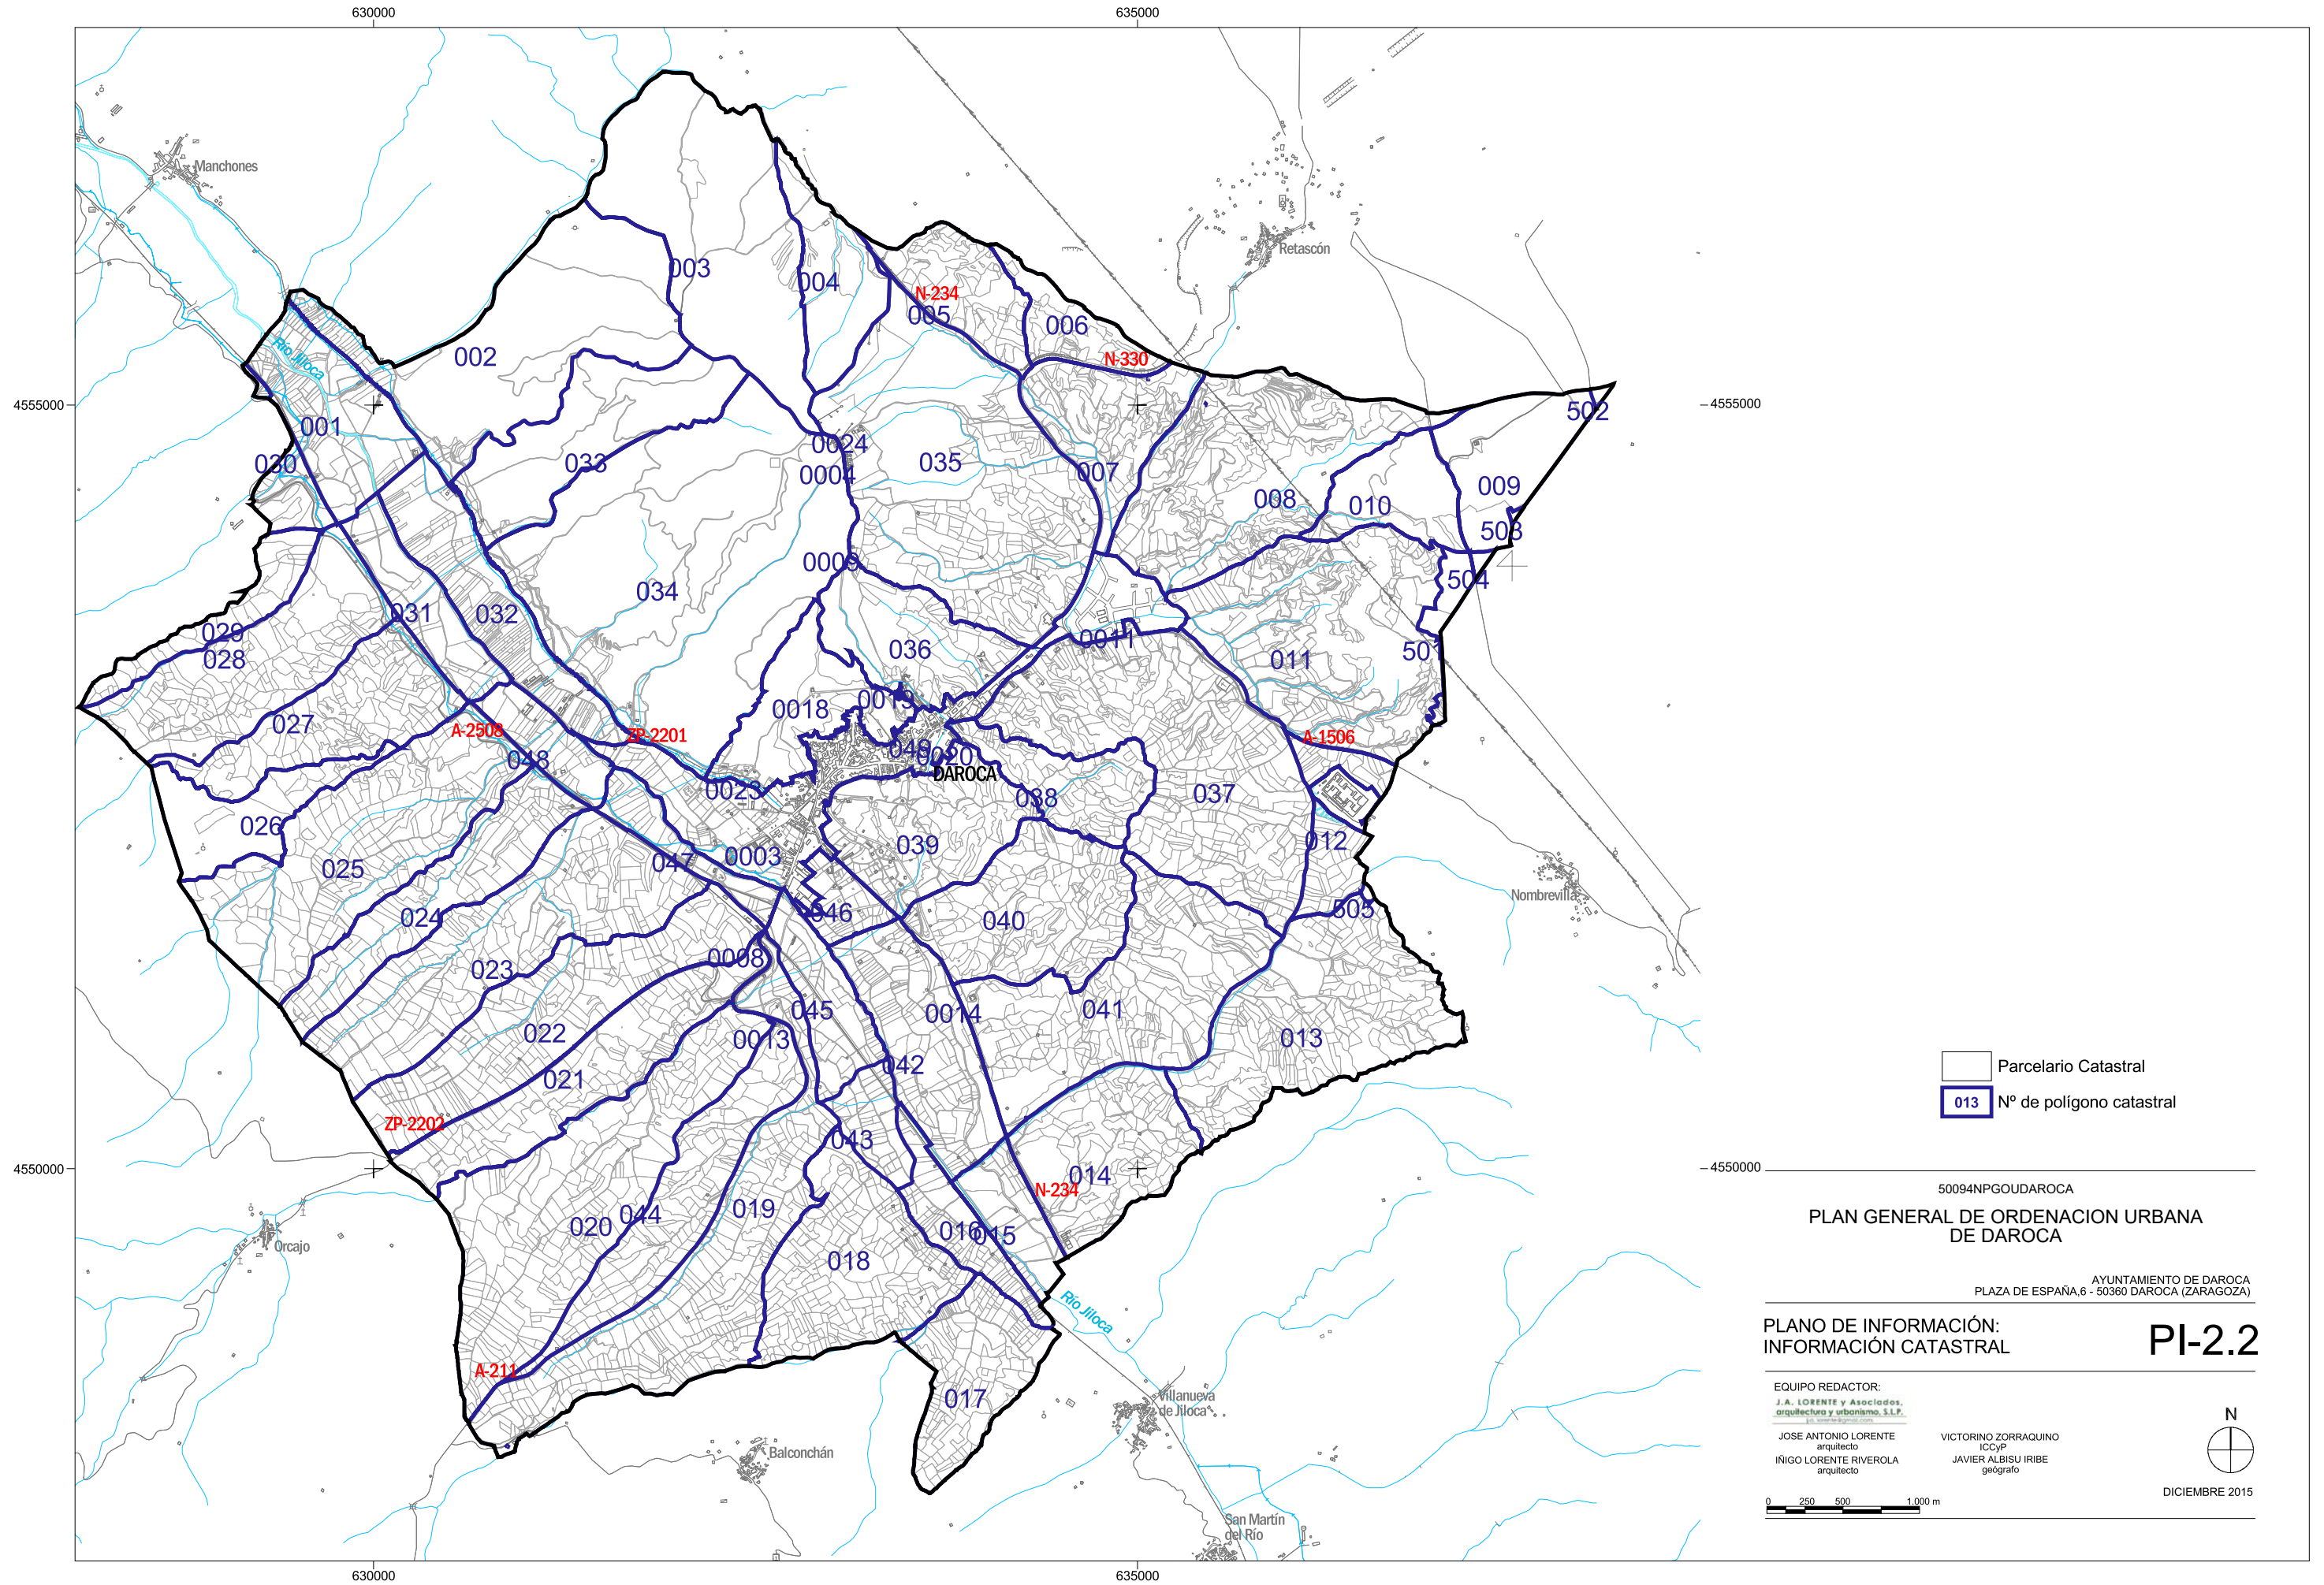 630000
635000
Manchones
Retascón
003
004
N-234
005
006
002
N-330
Río Jiloca
4555000
4555000
502
001
0024
030
033
035
0004
007
009
008
010
503
0009
504
034
031
032
029
0011
036
501
028
011
0019
0018
027
A-2508
ZP-2201
A-1506
049
0020
048
DAROCA
0023
037
038
026
012
039
0003
047
025
Nombrevilla
505
046
024
040
0008
023
045
041
0014
022
0013
013
042
Parcelario Catastral
021
013
Nº de polígono catastral
ZP-2202
043
4550000
4550000
014
N-234
50094NPGOUDAROCA
019
044
020
016
015
PLAN GENERAL DE ORDENACION URBANA
DE DAROCA
Orcajo
018
AYUNTAMIENTO DE DAROCA
PLAZA DE ESPAÑA,6 - 50360 DAROCA (ZARAGOZA)
Río Jiloca
PLANO DE INFORMACIÓN:
INFORMACIÓN CATASTRAL
PI-2.2
A-211
017
Villanueva
de Jiloca
EQUIPO REDACTOR:
J.A. LORENTE y Asociados,
arquitectura y urbanismo, S.L.P.
N
JOSE ANTONIO LORENTE
arquitecto
VICTORINO ZORRAQUINO
ICCyP
Balconchán
IÑIGO LORENTE RIVEROLA
arquitecto
JAVIER ALBISU IRIBE
geógrafo
DICIEMBRE 2015
0 250 500 1.000 m
San Martín
del Río
630000
635000